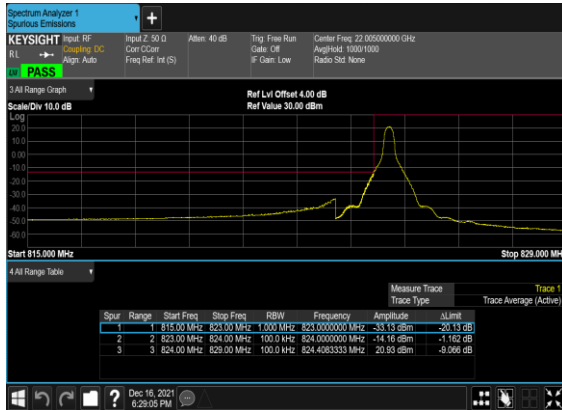 Spectrum Analyzer 1
Spurious Emissions
KEYSIGHT
RL
Input: RF
Coupling: DC
Align: Auto
Input Z: 50 Ω
Corr CCorr
Freq Ref: Int (S)
Atten: 40 dB
Trig: Free Run
Gate: Off
IF Gain: Low
Center Freq: 22.005000000 GHz
Avg|Hold: 1000/1000
Radio Std: None
PASS
3 All Range Graph
Scale/Div 10.0 dB
Ref Lvl Offset 4.00 dB
Ref Value 30.00 dBm
Log
20.0
10.0
0.00
-10.0
-20.0
-30.0
-40.0
-50.0
-60.0
Start 815.000 MHz
Stop 829.000 MH
4 All Range Table
Measure Trace Trace 1
Trace Type Trace Average (Active)
Spur Range Start Freq Stop Freq RBW Frequency Amplitude ΔLimit
1 1 815.00 MHz 823.00 MHz 1.000 MHz 823.0000000 MHz -33.13 dBm -20.13 dB
2 2 823.00 MHz 824.00 MHz 100.0 kHz 824.0000000 MHz -14.16 dBm -1.162 dB
3 3 824.00 MHz 829.00 MHz 100.0 kHz 824.4083333 MHz 20.93 dBm -9.066 dB
?
Dec 16, 2021
6:29:05 PM